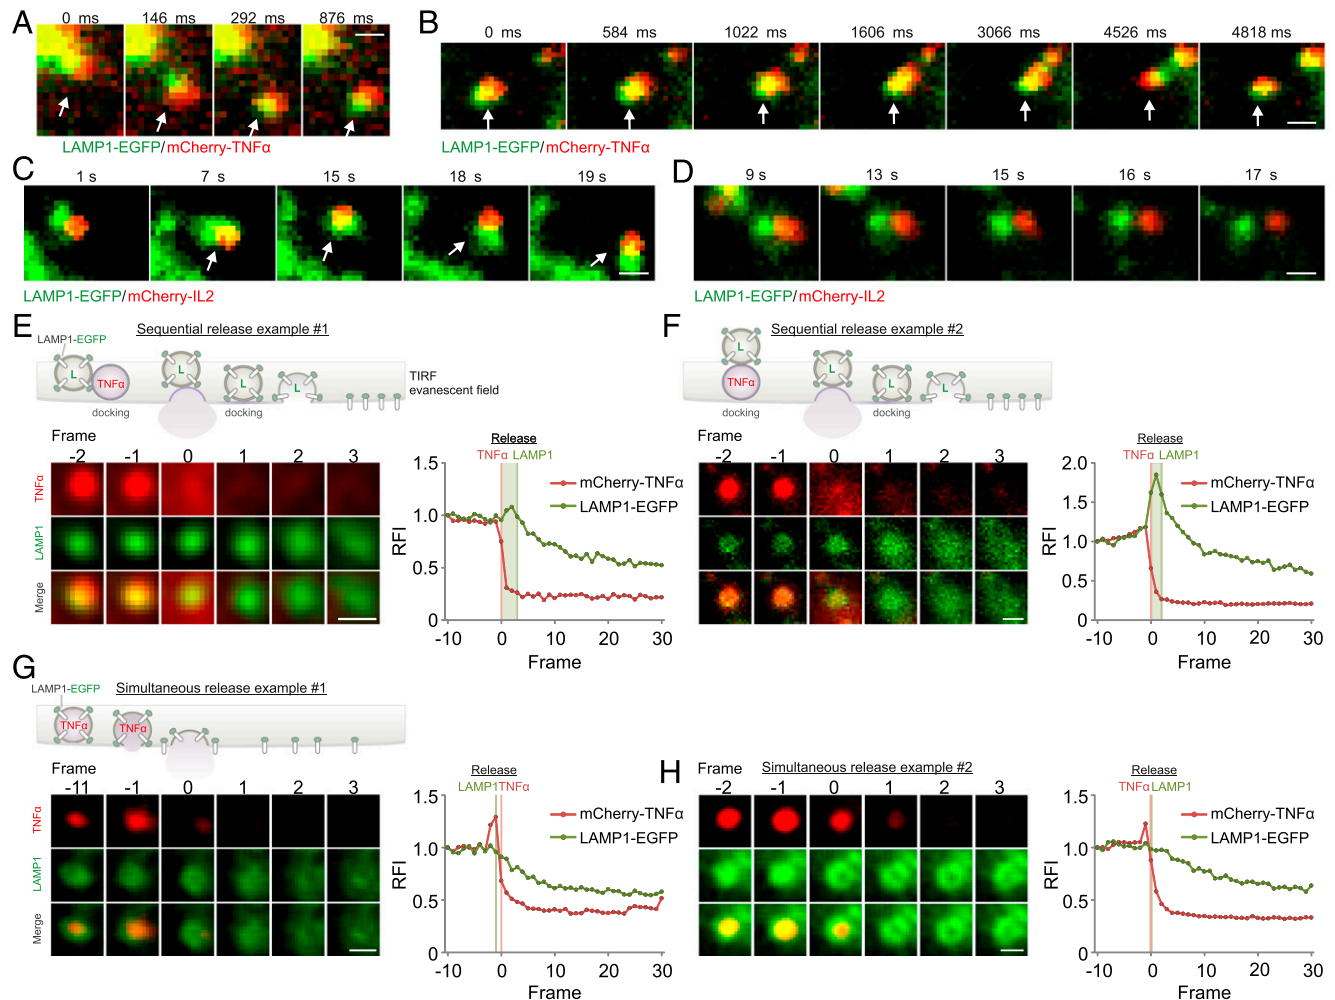 A
0 ms 146 ms 292 ms 876 ms
LAMP1-EGFP/mCherry-TNFα
B
0 ms 584 ms 1022 ms 1606 ms 3066 ms 4526 ms 4818 ms
LAMP1-EGFP/mCherry-TNFα
C
1 s 7 s 15 s 18 s 19 s
LAMP1-EGFP/mCherry-IL2
D
9 s 13 s 15 s 16 s 17 s
LAMP1-EGFP/mCherry-IL2
E
Sequential release example #1
LAMP1-EGFP
L TNFα L L L
TIRF
evanescent field
docking docking
Frame
-2 -1 0 1 2 3
TNFα
LAMP1
Merge
Release
TNFα LAMP1
mCherry-TNFα
LAMP1-EGFP
RFI
1.5
1.0
0.5
0
-10 0 10 20 30
Frame
F
Sequential release example #2
L TNFα L L L
docking docking
Frame
-2 -1 0 1 2 3
Release
TNFα LAMP1
mCherry-TNFα
LAMP1-EGFP
RFI
2.0
1.5
1.0
0.5
0
-10 0 10 20 30
Frame
G
Simultaneous release example #1
LAMP1-EGFP
TNFα TNFα
Frame
-11 -1 0 1 2 3
TNFα
LAMP1
Merge
Release
LAMP1 TNFα
mCherry-TNFα
LAMP1-EGFP
RFI
1.5
1.0
0.5
0
-10 0 10 20 30
Frame
H
Simultaneous release example #2
Frame
-2 -1 0 1 2 3
Release
TNFα LAMP1
mCherry-TNFα
LAMP1-EGFP
RFI
1.5
1.0
0.5
0
-10 0 10 20 30
Frame